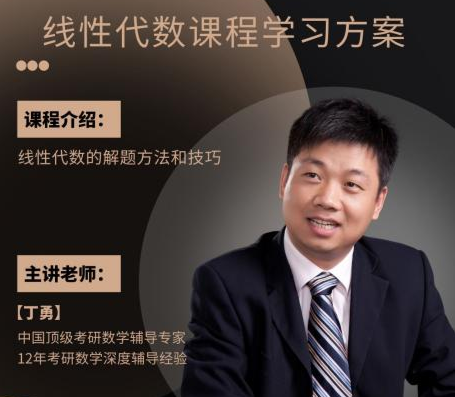 线性代数课程学习方案
课程介绍：
线性代数的解题方法和技巧
主讲老师：
【丁勇】
中国顶级考研数学辅导专家
12年考研数学深度辅导经验